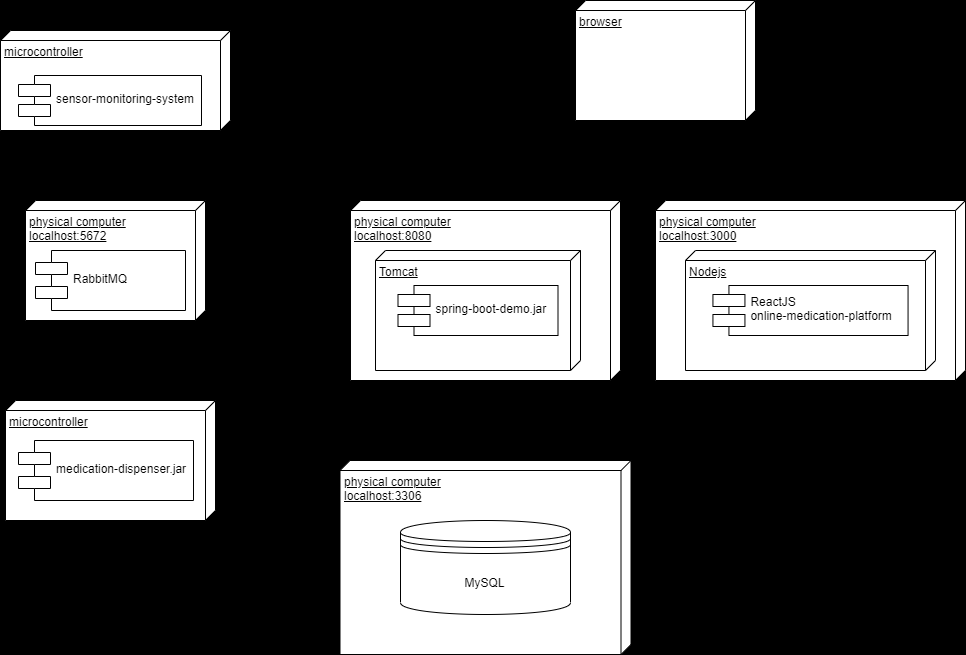 browser
microcontroller
sensor-monitoring-system
physical computer
localhost:5672
RabbitMQ
physical computer
localhost:8080
Tomcat
spring-boot-demo.jar
physical computer
localhost:3000
Nodejs
ReactJS
online-medication-platform
microcontroller
medication-dispenser.jar
physical computer
localhost:3306
MySQL